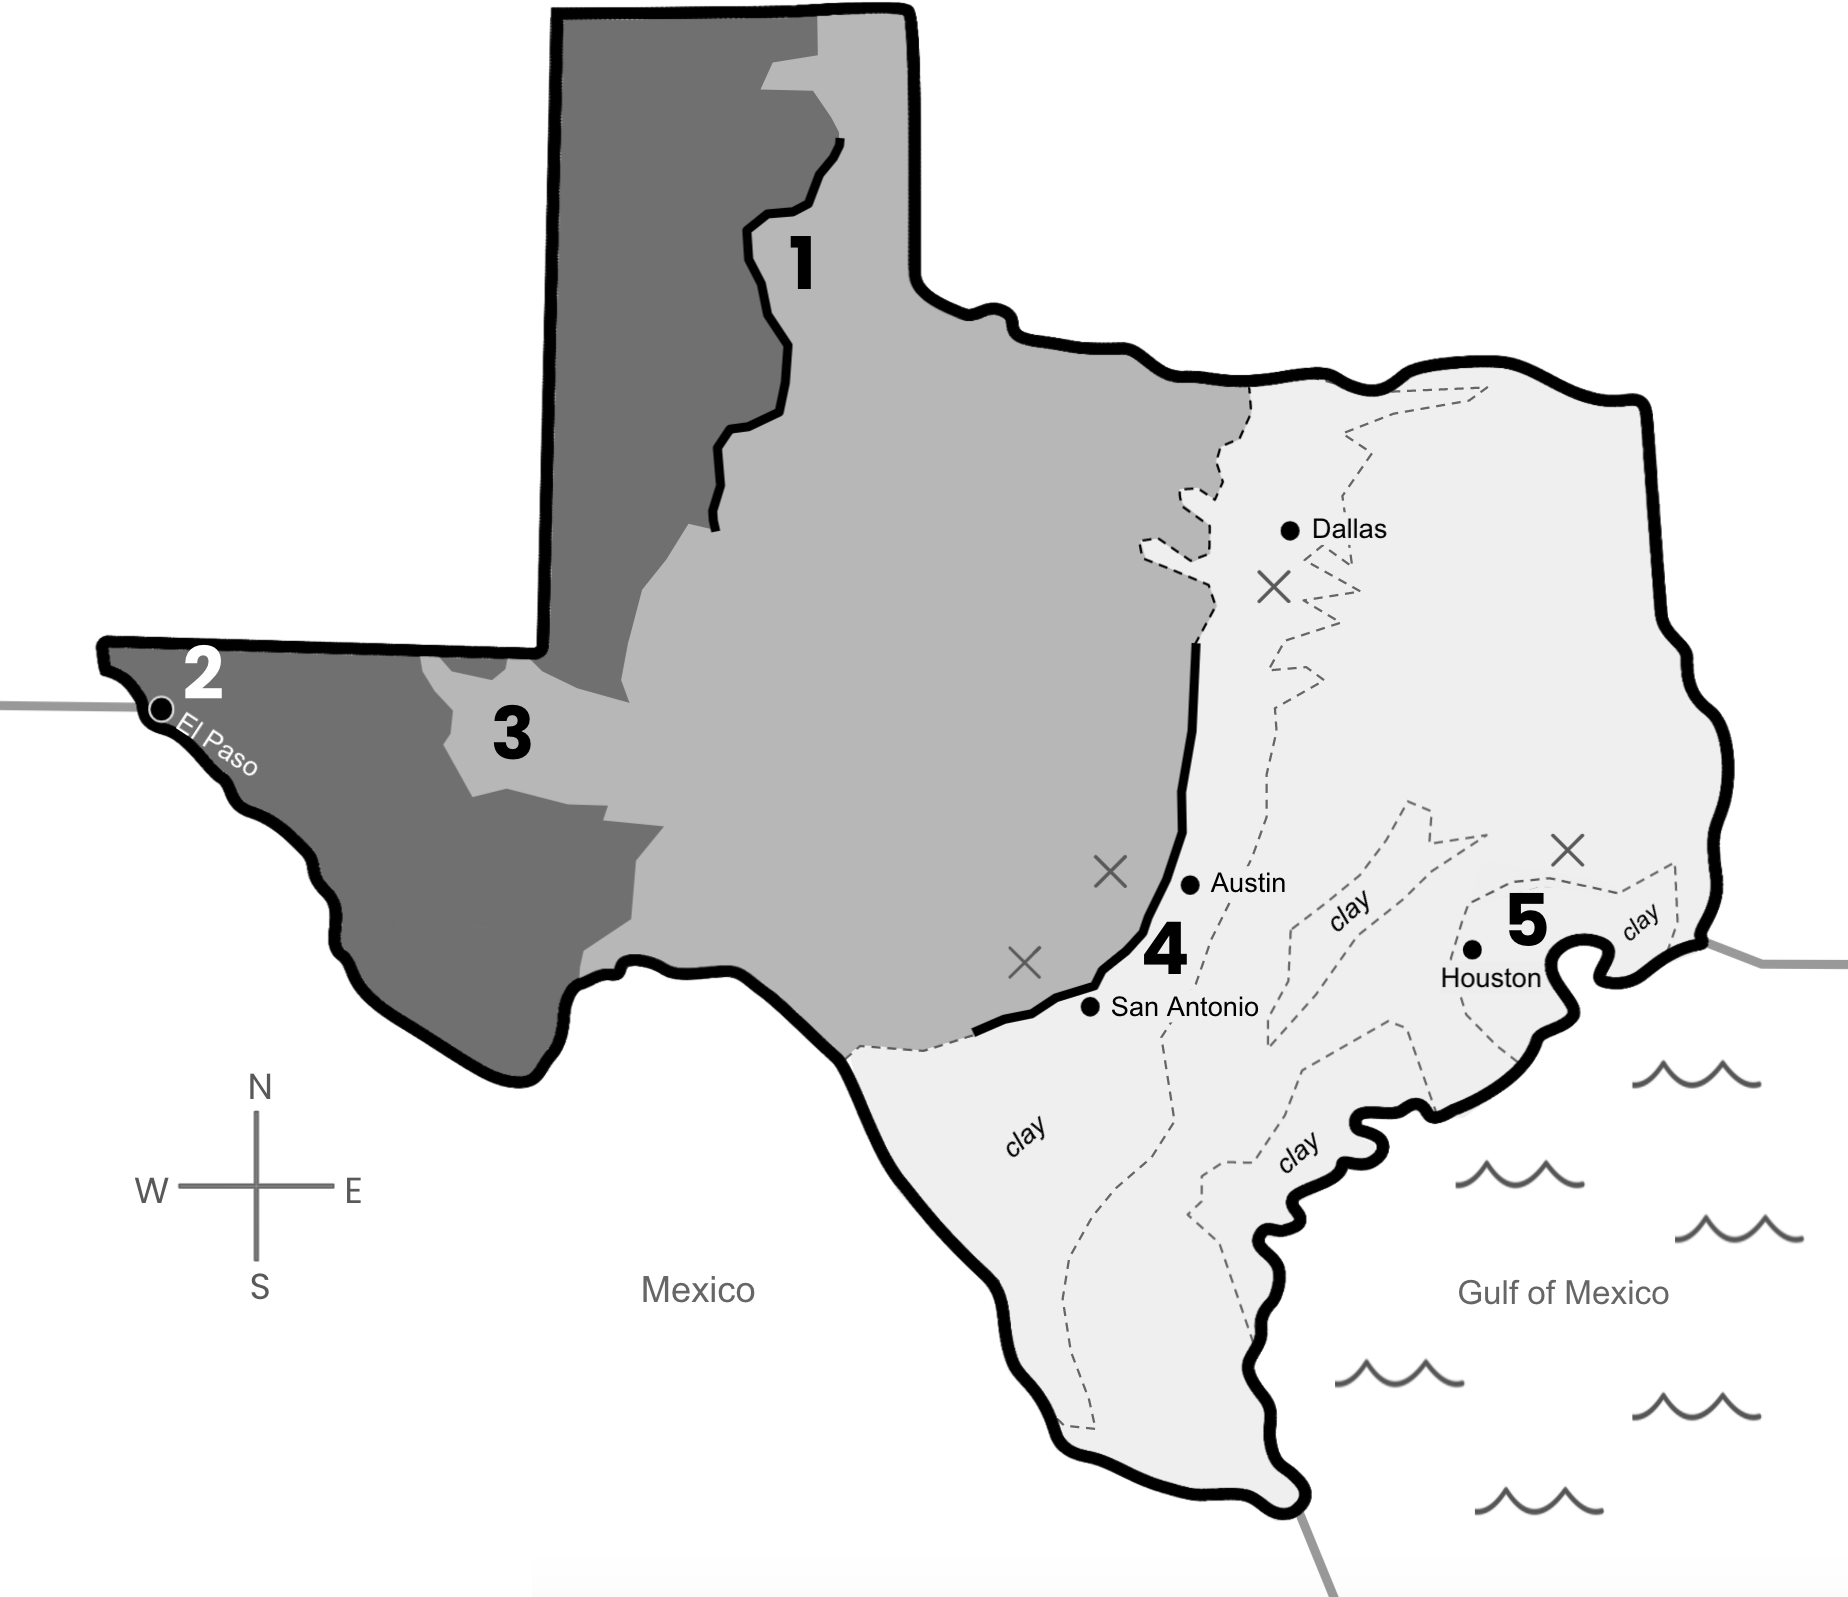 1
Dallas
2
El Paso
3
Austin
clay
5
clay
4
Houston
San Antonio
N
W
E
S
clay
clay
Mexico
Gulf of Mexico